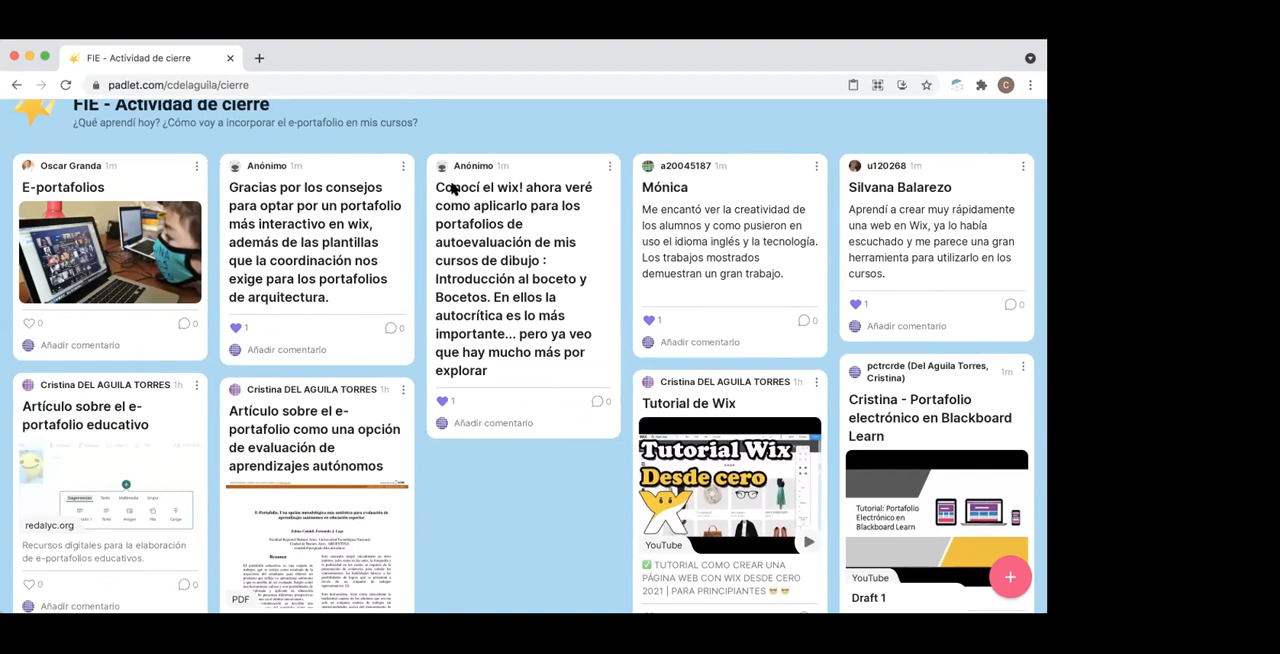 FIE - Actividad de cierre
padlet.com/cdelaguila/cierre
C
FIE - Actividad de cierre
¿Qué aprendí hoy? ¿Cómo voy a incorporar el e-portafolio en mis cursos?
Oscar Granda 1m
E-portafolios
0
0
Añadir comentario
Cristina DEL AGUILA TORRES 1h
Artículo sobre el e-
portafolio educativo
redalyc.org
Recursos digitales para la elaboración
de e-portafolios educativos.
0
0
Añadir comentario
Anónimo 1m
Gracias por los consejos
para optar por un portafolio
más interactivo en wix,
además de las plantillas
que la coordinación nos
exige para los portafolios
de arquitectura.
1
0
Añadir comentario
Cristina DEL AGUILA TORRES 1h
Artículo sobre el e-
portafolio como una opción
de evaluación de
aprendizajes autónomos
PDF
Anónimo 1m
Conocí el wix! ahora veré
como aplicarlo para los
portafolios de
autoevaluación de mis
cursos de dibujo :
Introducción al boceto y
Bocetos. En ellos la
autocrítica es lo más
importante... pero ya veo
que hay mucho más por
explorar
1
0
Añadir comentario
a20045187 1m
Mónica
Me encantó ver la creatividad de
los alumnos y como pusieron en
uso el idioma inglés y la tecnología.
Los trabajos mostrados
demuestran un gran trabajo.
1
0
Añadir comentario
Cristina DEL AGUILA TORRES 1h
Tutorial de Wix
Tutorial Wix
Desde cero
YouTube
✅ TUTORIAL COMO CREAR UNA
PÁGINA WEB CON WIX DESDE CERO
2021 | PARA PRINCIPIANTES
u120268 1m
Silvana Balarezo
Aprendí a crear muy rápidamente
una web en Wix, ya lo había
escuchado y me parece una gran
herramienta para utilizarlo en los
cursos.
1
0
Añadir comentario
pctrcrde (Del Aguila Torres,
Cristina) 1m
Cristina - Portafolio
electrónico en Blackboard
Learn
Tutorial: Portafolio
Electrónico en
Blackboard Learn
YouTube
Draft 1